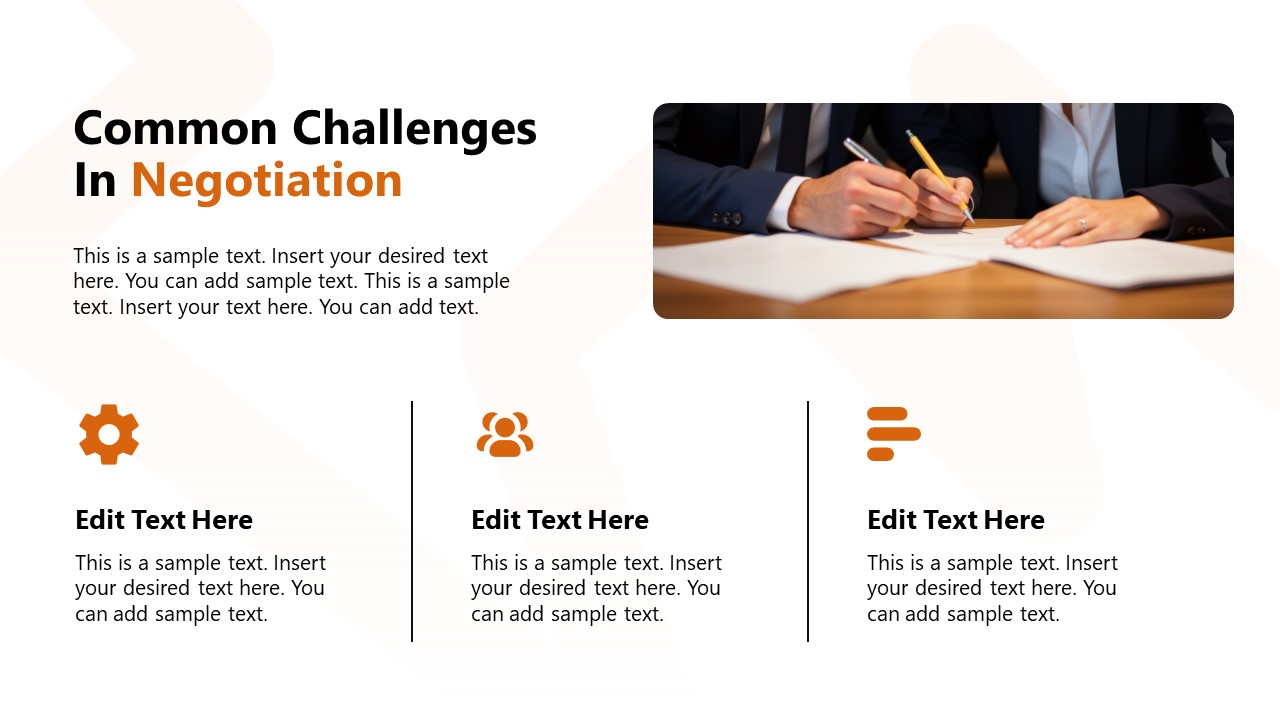 Common Challenges
In Negotiation
This is a sample text. Insert your desired text
here. You can add sample text. This is a sample
text. Insert your text here. You can add text.
Edit Text Here
This is a sample text. Insert
your desired text here. You
can add sample text.
Edit Text Here
This is a sample text. Insert
your desired text here. You
can add sample text.
Edit Text Here
This is a sample text. Insert
your desired text here. You
can add sample text.